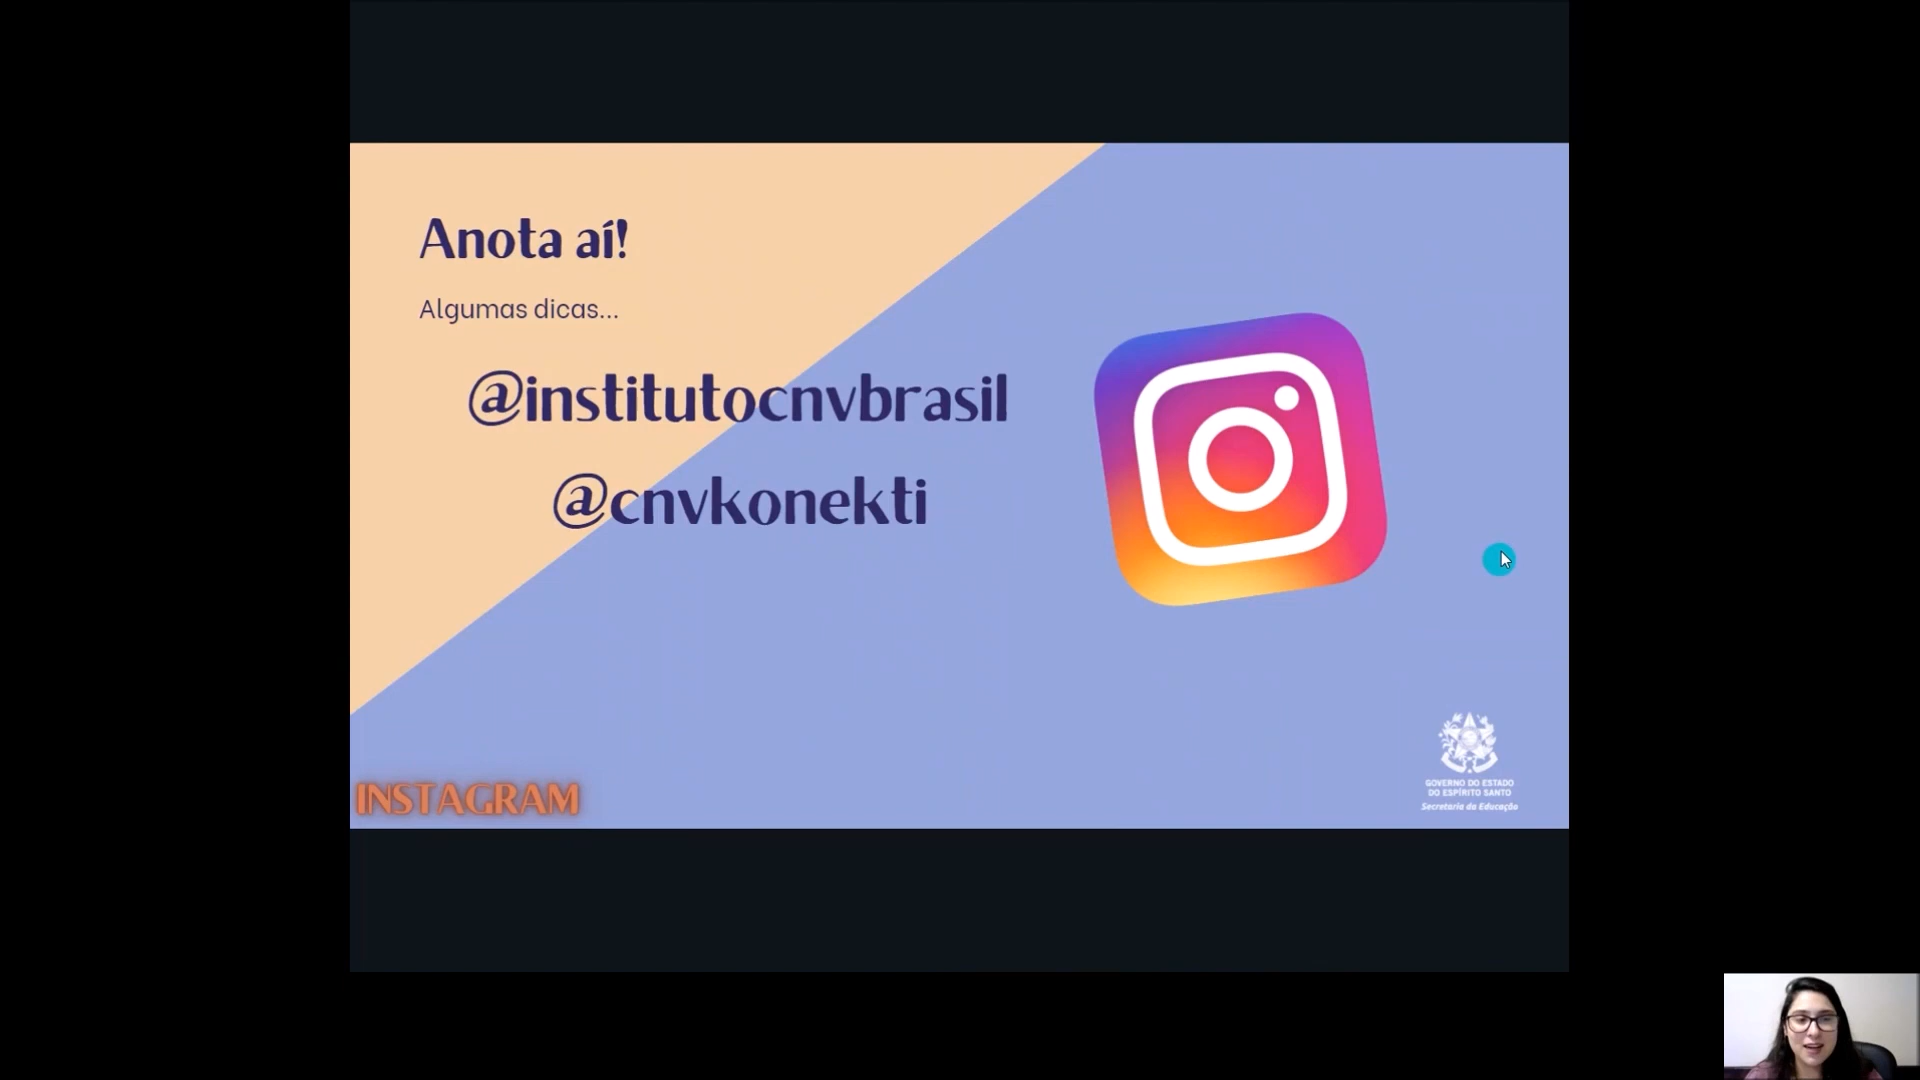 Anota aí!
Algumas dicas...
@institutocnvbrasil
@cnvkonekti
INSTAGRAM
GOVERNO DO ESTADO
DO ESPÍRITO SANTO
Secretaria da Educação